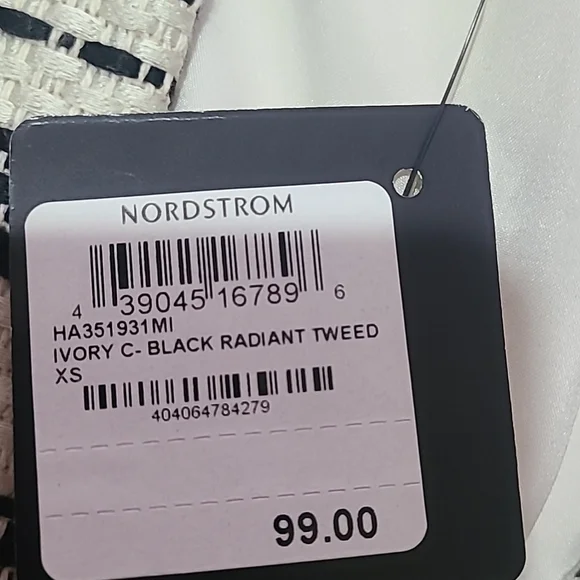 NORDSTROM
4 39045 16789 6
HA351931MI
IVORY C- BLACK RADIANT TWEED
XS
404064784279
99.00